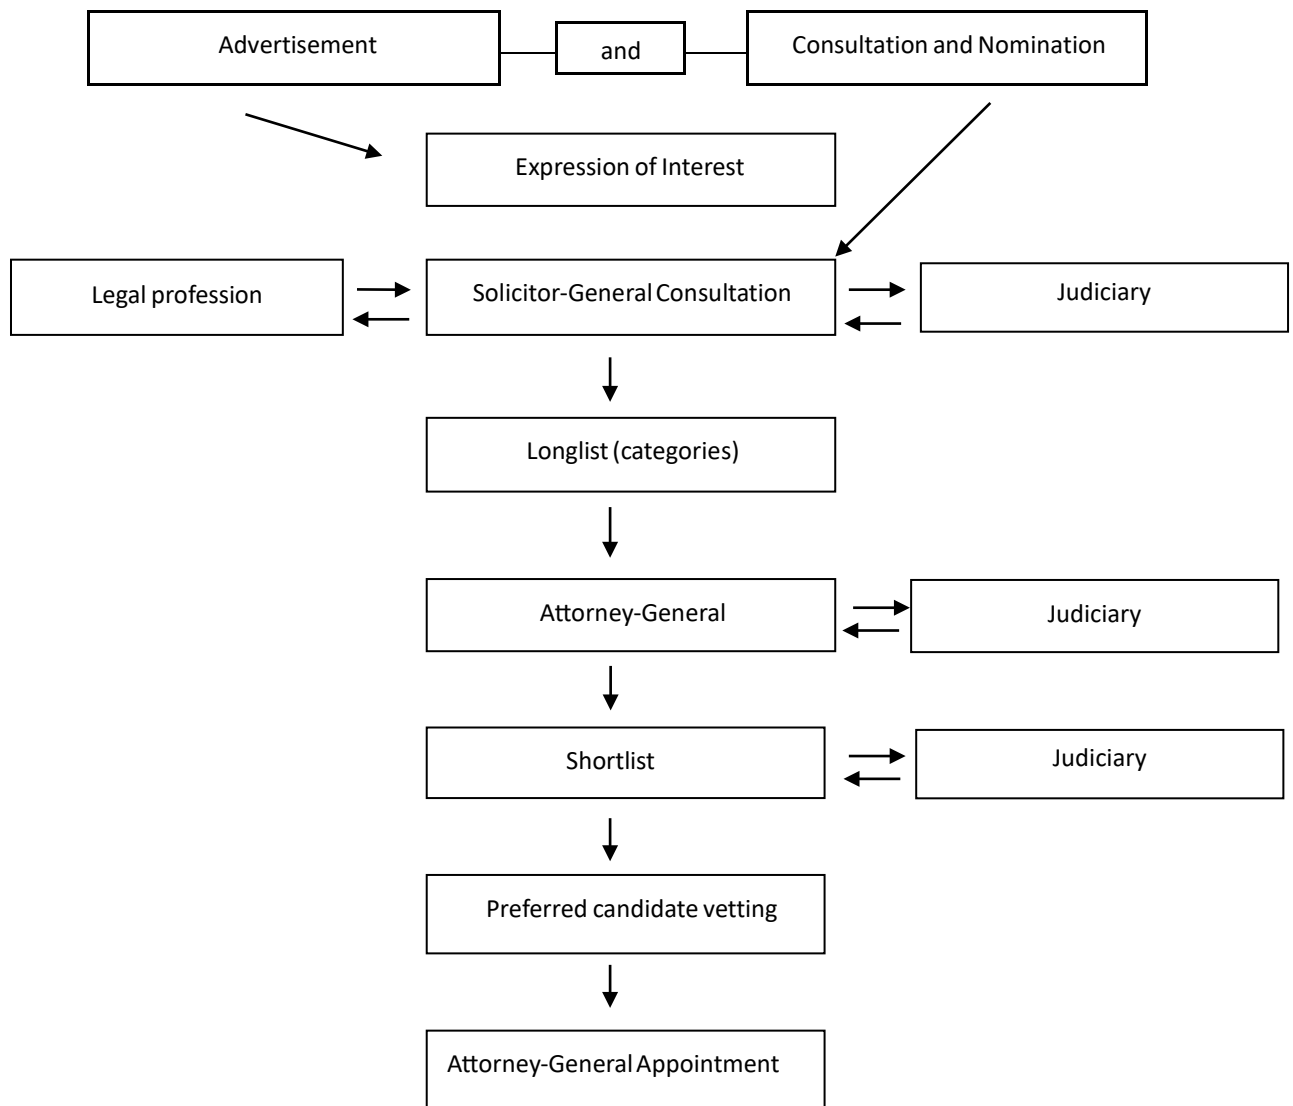 Advertisement
and
Consultation and Nomination
Expression of Interest
Legal profession
Solicitor-General Consultation
Judiciary
Longlist (categories)
Attorney-General
Judiciary
Shortlist
Judiciary
Preferred candidate vetting
Attorney-General Appointment